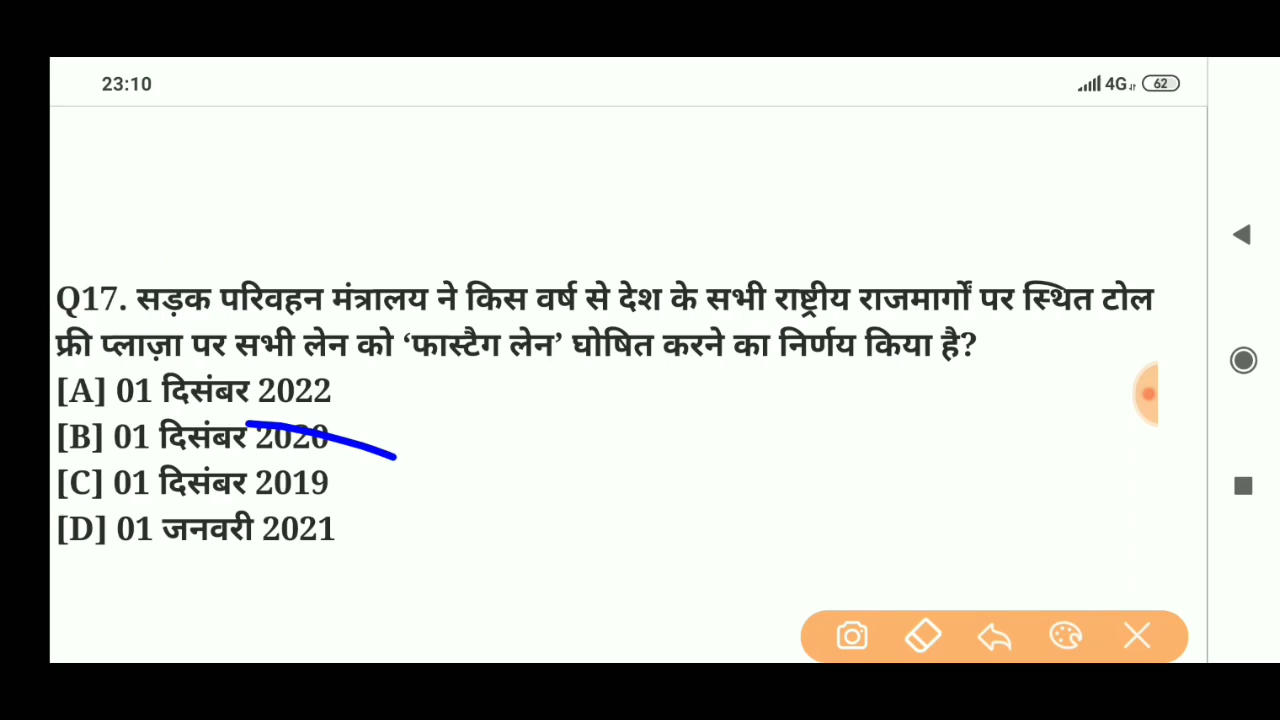 23:10
4G 62
Q17. सड़क परिवहन मंत्रालय ने किस वर्ष से देश के सभी राष्ट्रीय राजमार्गों पर स्थित टोल
फ्री प्लाज़ा पर सभी लेन को ‘फास्टैग लेन’ घोषित करने का निर्णय किया है?
[A] 01 दिसंबर 2022
[B] 01 दिसंबर 2020
[C] 01 दिसंबर 2019
[D] 01 जनवरी 2021